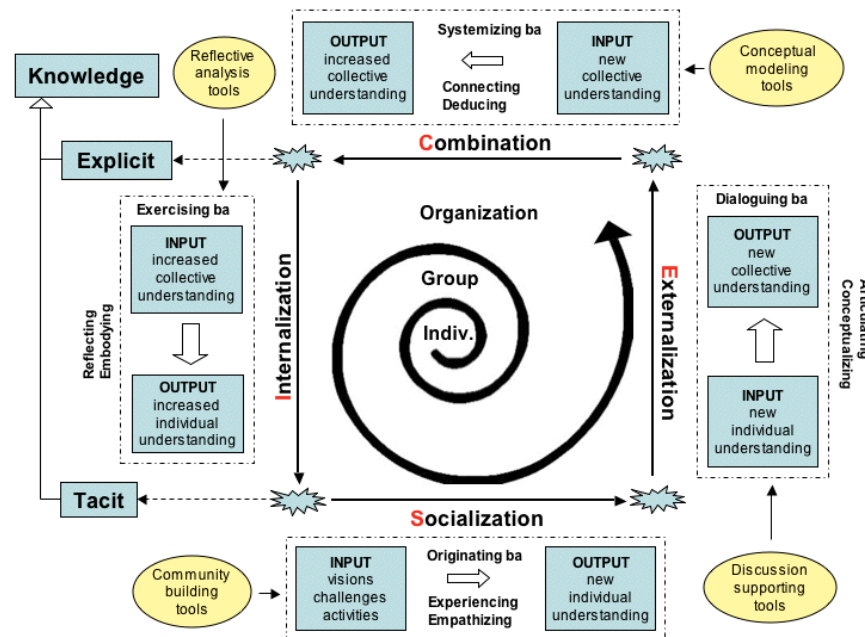 Knowledge
Explicit
Tacit
Reflective
analysis
tools
OUTPUT
increased
collective
understanding
Systemizing ba
Connecting
Deducing
INPUT
new
collective
understanding
Conceptual
modeling
tools
Combination
Exercising ba
INPUT
increased
collective
understanding
OUTPUT
increased
individual
understanding
Reflecting
Embodying
Internalization
Organization
Group
Indiv.
Externalization
Dialoguing ba
OUTPUT
new
collective
understanding
INPUT
new
individual
understanding
Articulating
Conceptualizing
Socialization
Community
building
tools
INPUT
visions
challenges
activities
Originating ba
Experiencing
Empathizing
OUTPUT
new
individual
understanding
Discussion
supporting
tools